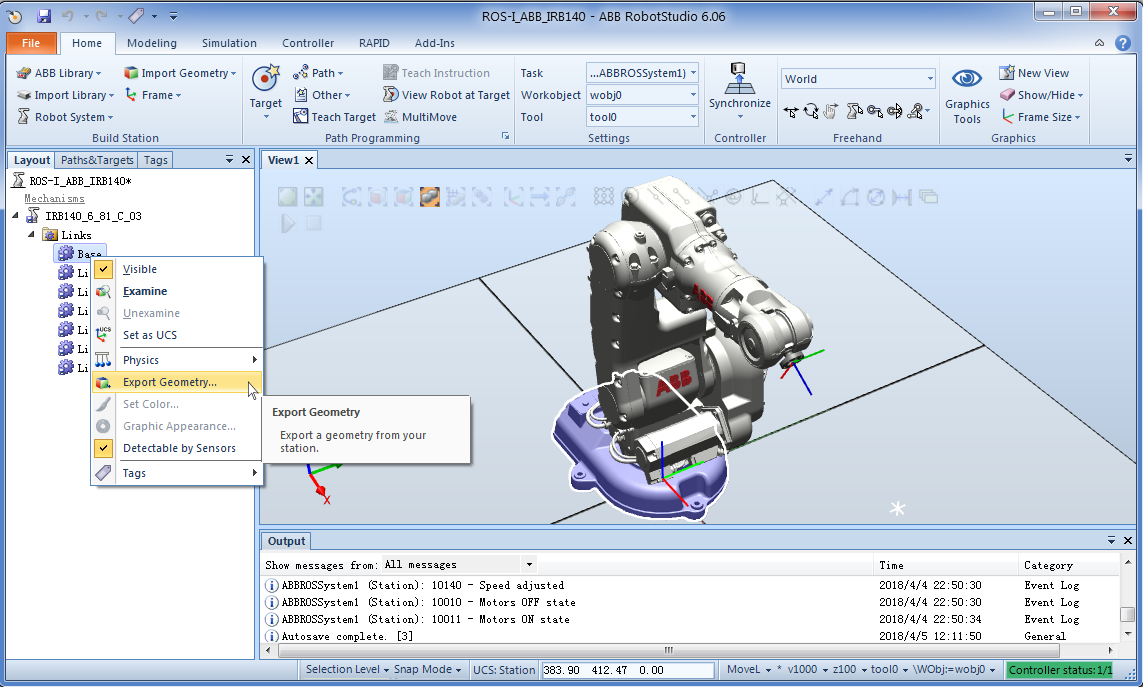 ROS-I_ABB_IRB140 - ABB RobotStudio 6.06
File Home Modeling Simulation Controller RAPID Add-Ins
ABB Library Import Geometry Path Teach Instruction Task ...ABBROSSystem1) World New View
Import Library Frame Target Other View Robot at Target Workobject wobj0 Synchronize Graphics Tools Show/Hide
Robot System Teach Target MultiMove Tool tool0 Frame Size
Build Station Path Programming Settings Controller Freehand Graphics
Layout Paths&Targets Tags View1
ROS-I_ABB_IRB140*
Mechanisms
IRB140_6_81_C_03
Links
Base
Li
Visible
Li
Examine
Li
Unexamine
Li
UCS
Set as UCS
Li
Physics
Li
Export Geometry...
Set Color...
Graphic Appearance...
Detectable by Sensors
Tags
Export Geometry
Export a geometry from your
station.
ABB
ABB
X
Output
Show messages from: All messages Time Category
ABBROSSystem1 (Station): 10140 - Speed adjusted 2018/4/4 22:50:30 Event Log
ABBROSSystem1 (Station): 10010 - Motors OFF state 2018/4/4 22:50:30 Event Log
ABBROSSystem1 (Station): 10011 - Motors ON state 2018/4/4 22:50:34 Event Log
Autosave complete. [3] 2018/4/5 12:11:50 General
Selection Level Snap Mode UCS: Station 383.90 412.47 0.00 MoveL * v1000 z100 tool0 \WObj:=wobj0 Controller status: 1/1